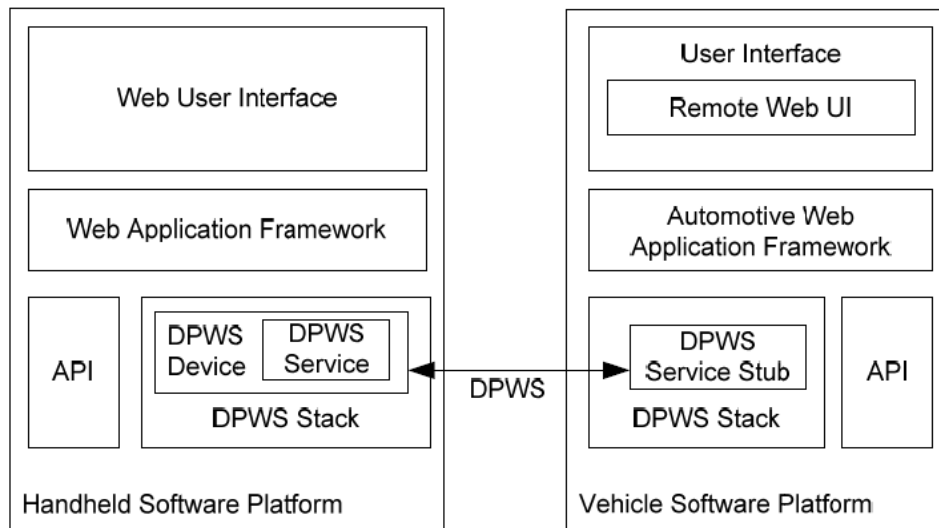 Web User Interface
Web Application Framework
API
DPWS
Device
DPWS
Service
DPWS Stack
Handheld Software Platform
DPWS
User Interface
Remote Web UI
Automotive Web
Application Framework
DPWS
Service Stub
DPWS Stack
API
Vehicle Software Platform